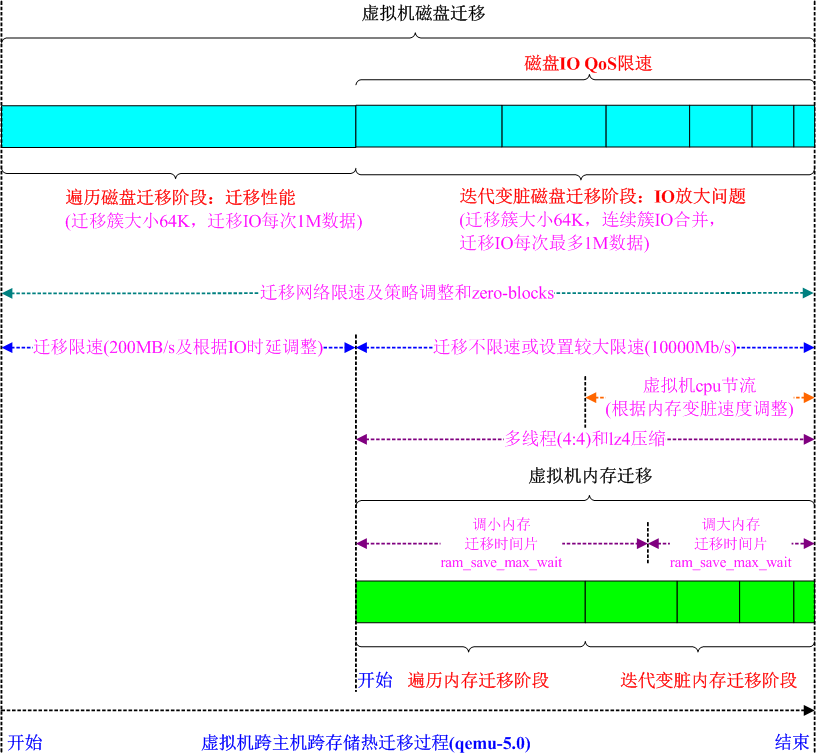 虚拟机磁盘迁移
磁盘IO QoS限速
遍历磁盘迁移阶段：迁移性能
(迁移簇大小64K，迁移IO每次1M数据)
迭代变脏磁盘迁移阶段：IO放大问题
(迁移簇大小64K，连续簇IO合并，
迁移IO每次最多1M数据)
迁移网络限速及策略调整和zero-blocks
迁移限速(200MB/s及根据IO时延调整)
迁移不限速或设置较大限速(10000Mb/s)
虚拟机cpu节流
(根据内存变脏速度调整)
多线程(4:4)和lz4压缩
虚拟机内存迁移
调小内存
迁移时间片
ram_save_max_wait
调大内存
迁移时间片
ram_save_max_wait
开始
遍历内存迁移阶段
迭代变脏内存迁移阶段
开始
虚拟机跨主机跨存储热迁移过程(qemu-5.0)
结束